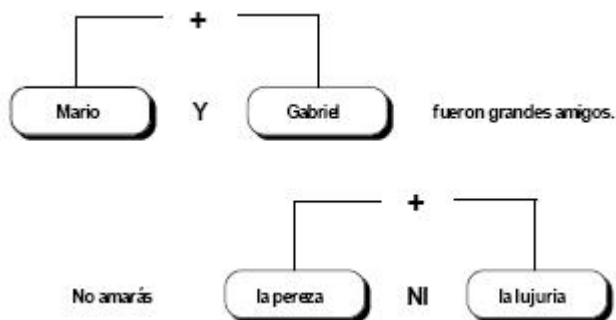 +
Mario Y Gabriel fueron grandes amigos.
+
No amarás la pereza NI la lujuria